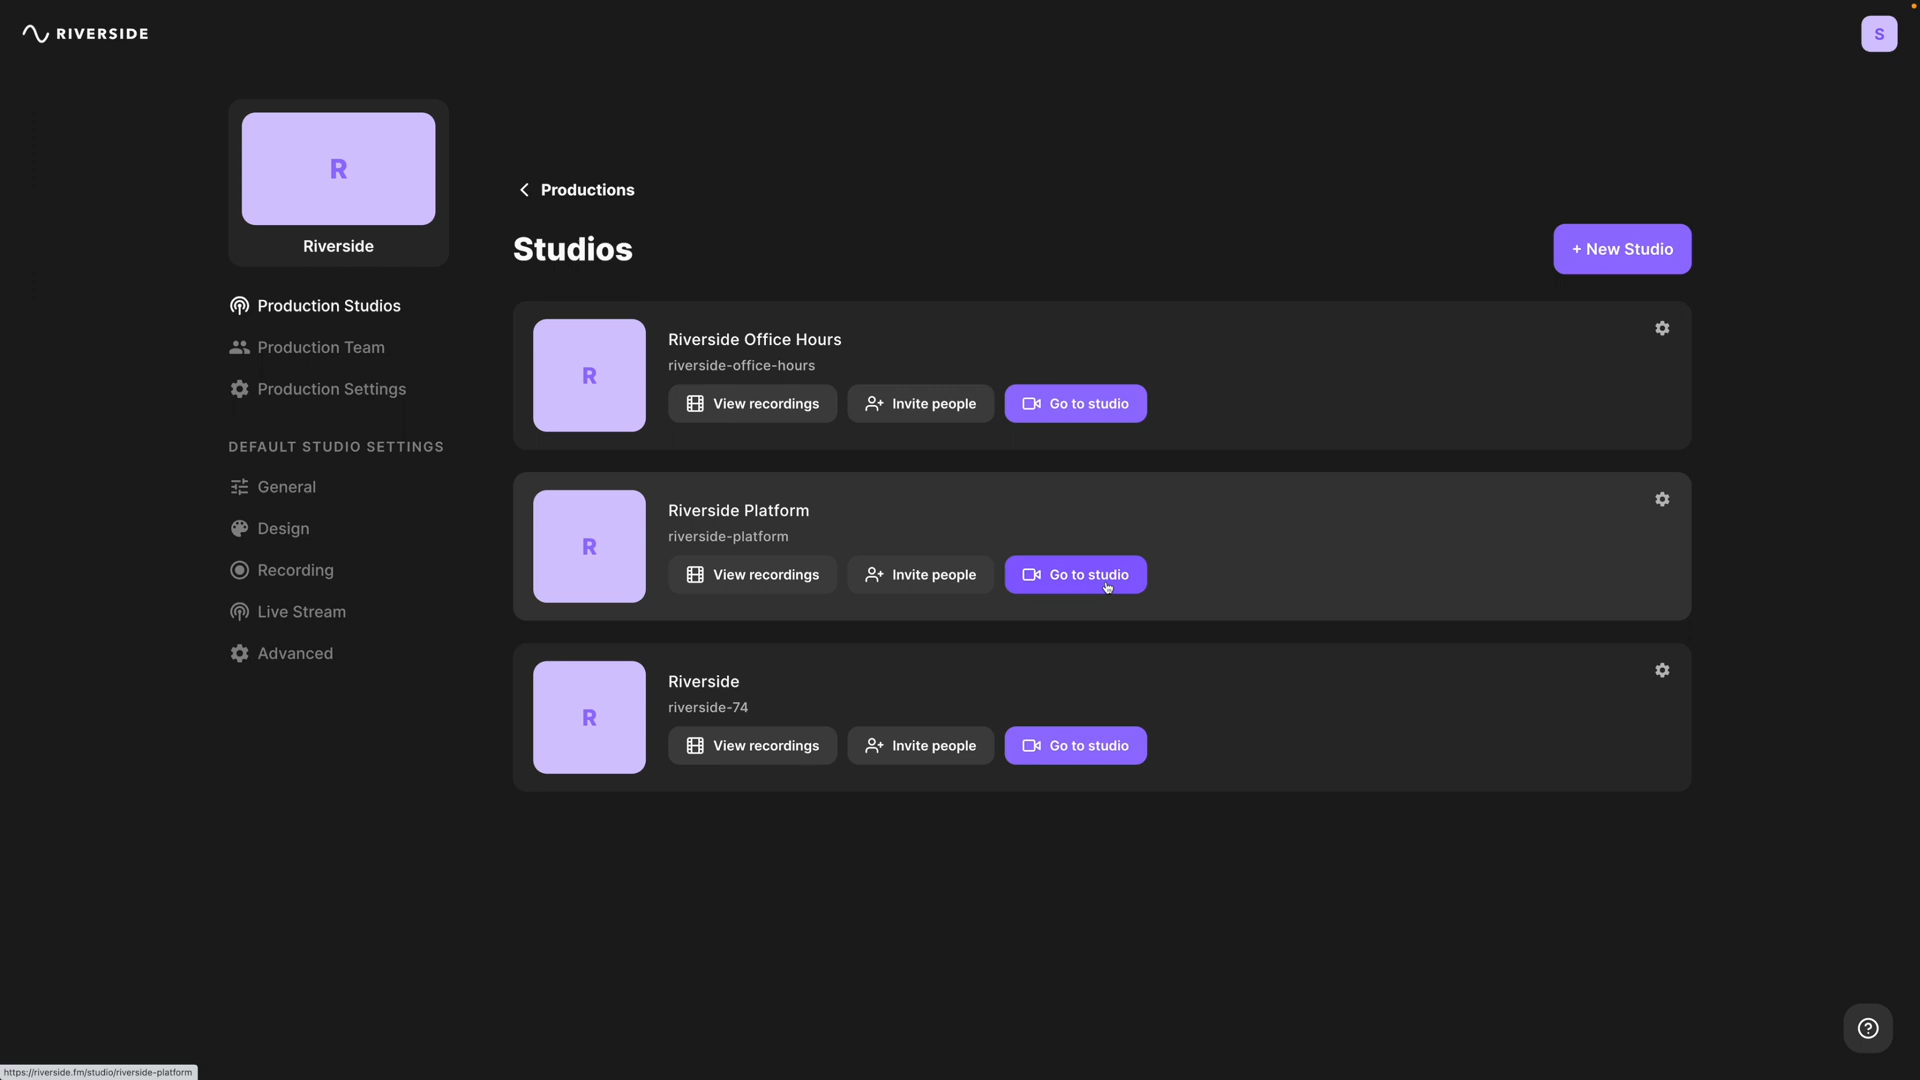 RIVERSIDE
S
R
Riverside
Production Studios
Production Team
Production Settings
DEFAULT STUDIO SETTINGS
General
Design
Recording
Live Stream
Advanced
Productions
Studios
+ New Studio
R
Riverside Office Hours
riverside-office-hours
View recordings
Invite people
Go to studio
R
Riverside Platform
riverside-platform
View recordings
Invite people
Go to studio
R
Riverside
riverside-74
View recordings
Invite people
Go to studio
https://riverside.fm/studio/riverside-platform